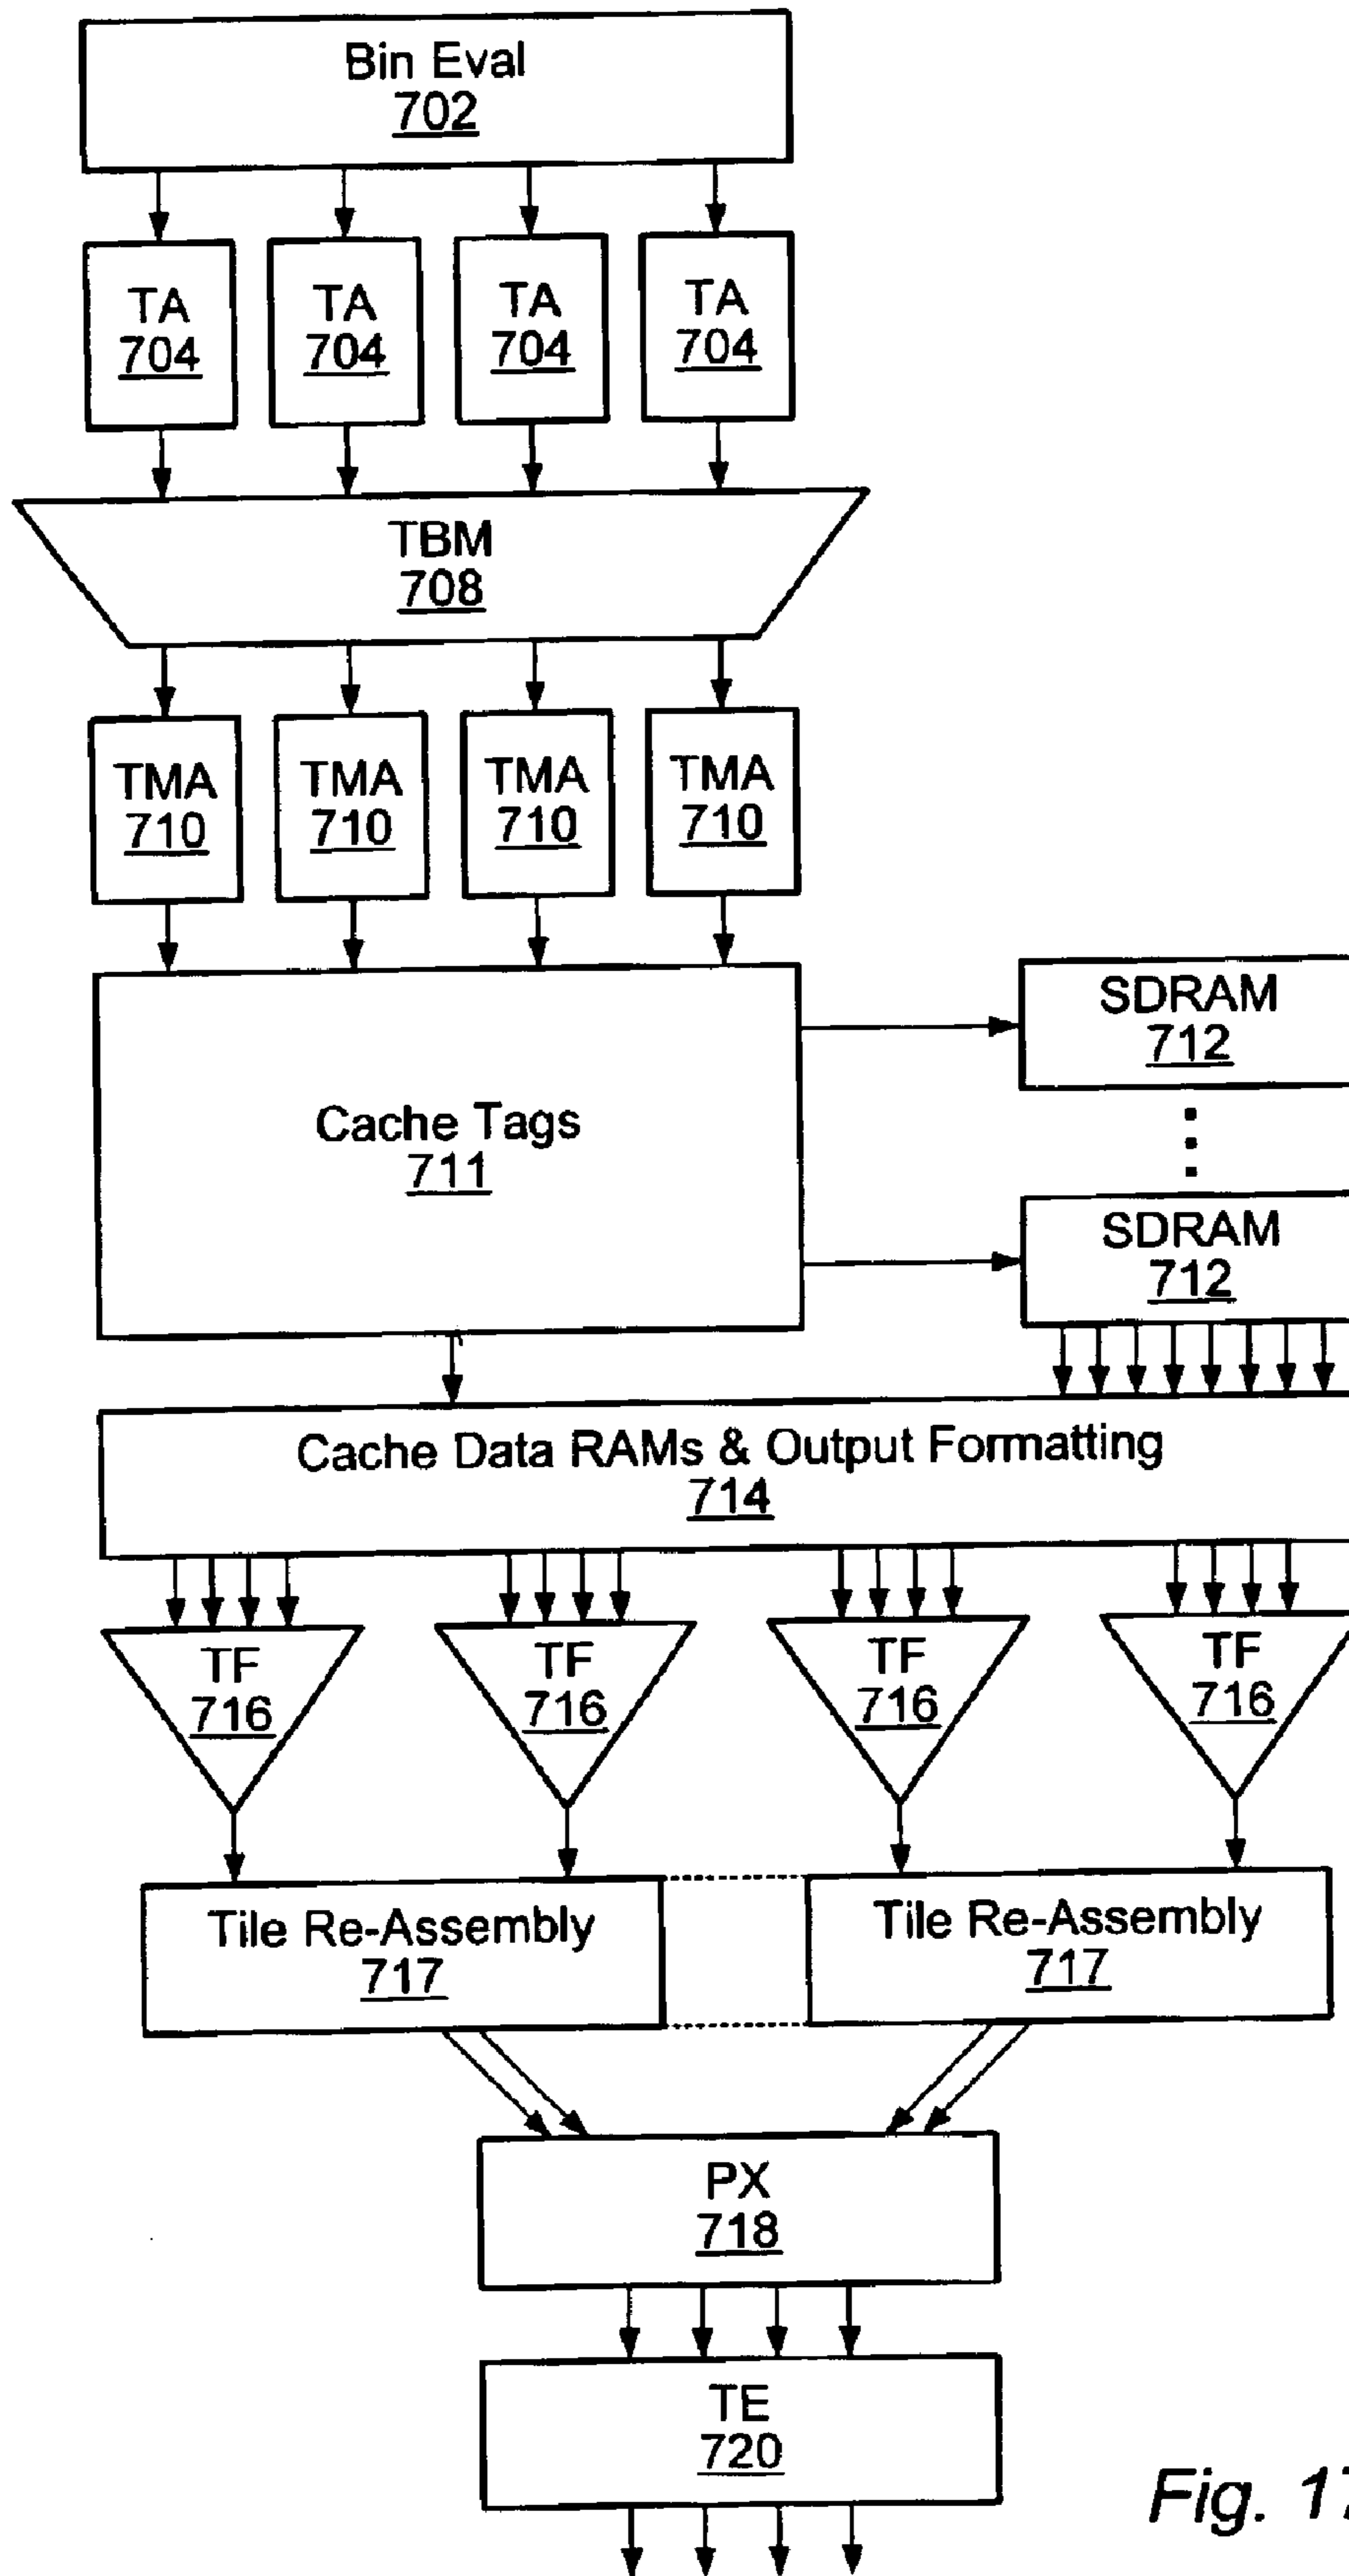 Bin Eval
702
TA
704
TA
704
TA
704
TA
704
TBM
708
TMA
710
TMA
710
TMA
710
TMA
710
Cache Tags
711
SDRAM
712
SDRAM
712
Cache Data RAMs & Output Formatting
714
TF
716
TF
716
TF
716
TF
716
Tile Re-Assembly
717
Tile Re-Assembly
717
PX
718
TE
720
Fig. 17